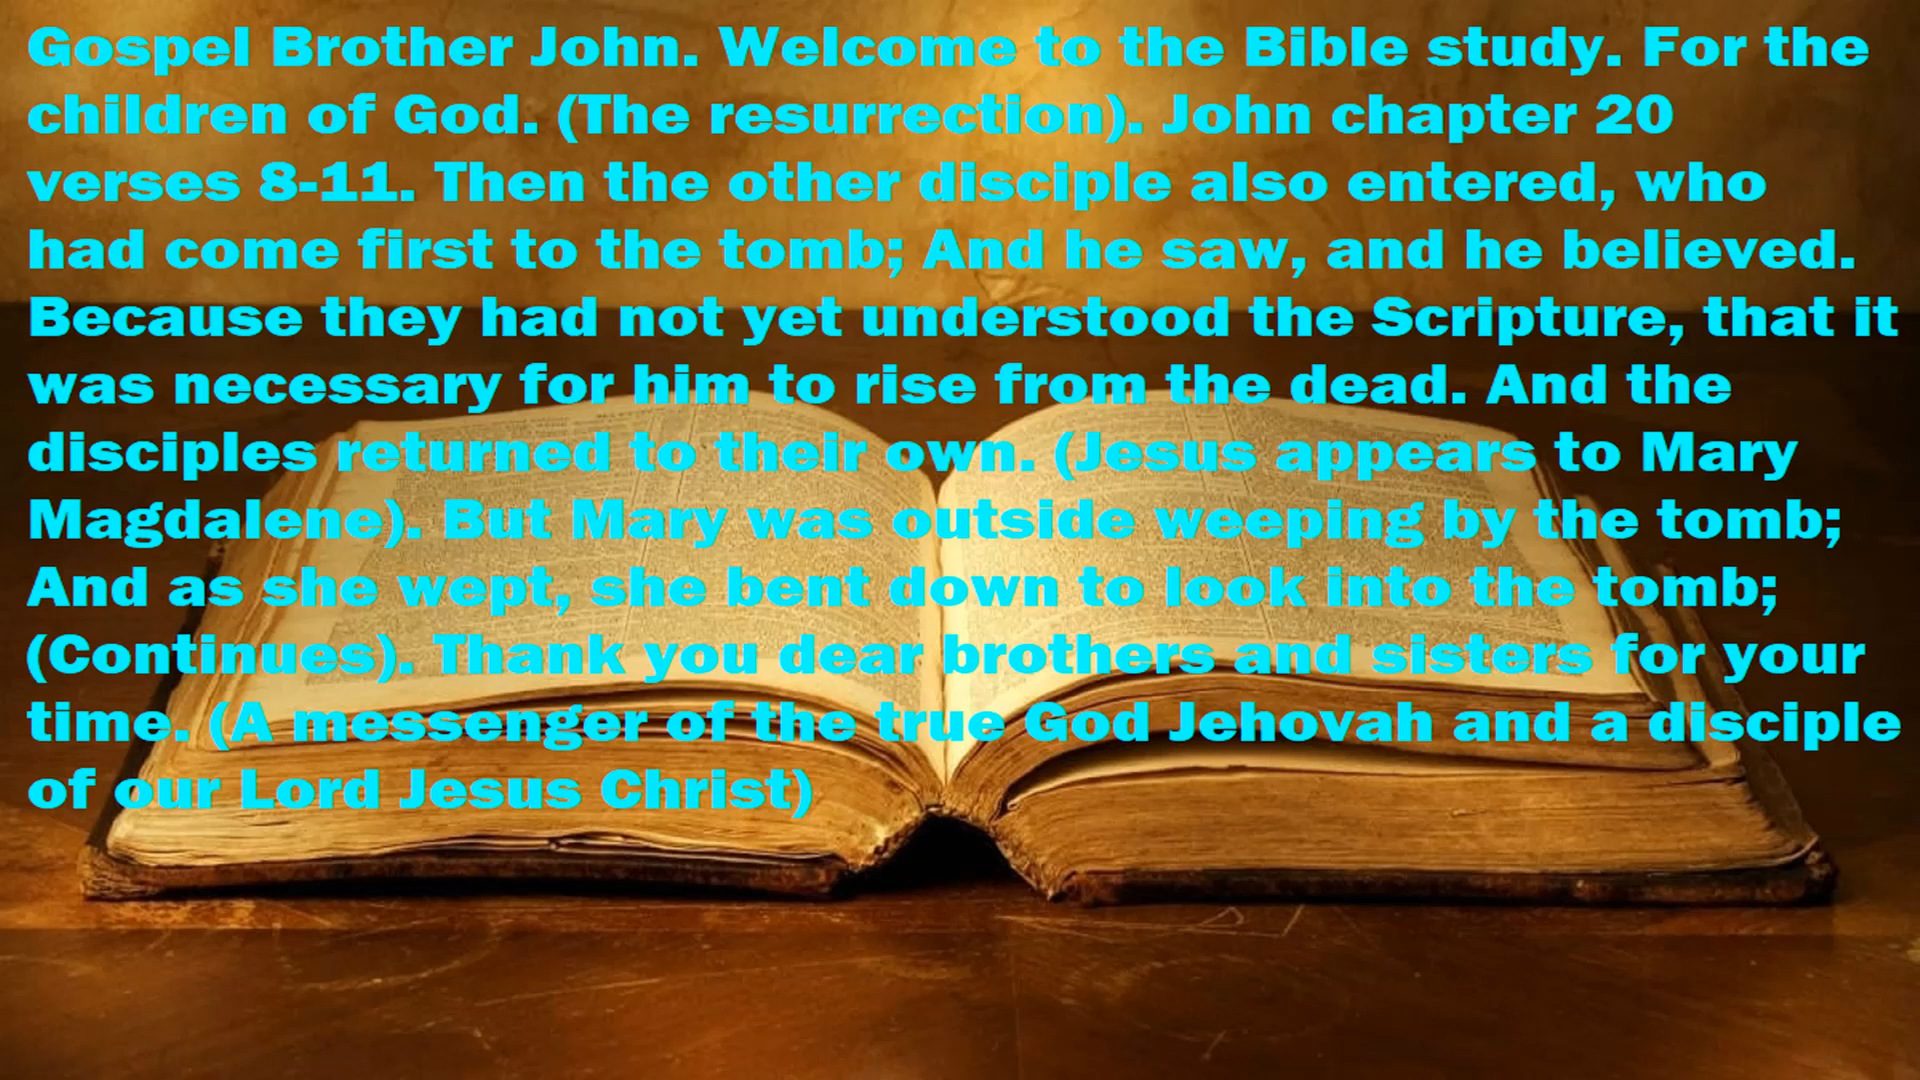 Gospel Brother John. Welcome to the Bible study. For the
children of God. (The resurrection). John chapter 20
verses 8-11. Then the other disciple also entered, who
had come first to the tomb; And he saw, and he believed.
Because they had not yet understood the Scripture, that it
was necessary for him to rise from the dead. And the
disciples returned to their own. (Jesus appears to Mary
Magdalene). But Mary was outside weeping by the tomb;
And as she wept, she bent down to look into the tomb;
(Continues). Thank you dear brothers and sisters for your
time. (A messenger of the true God Jehovah and a disciple
of our Lord Jesus Christ)